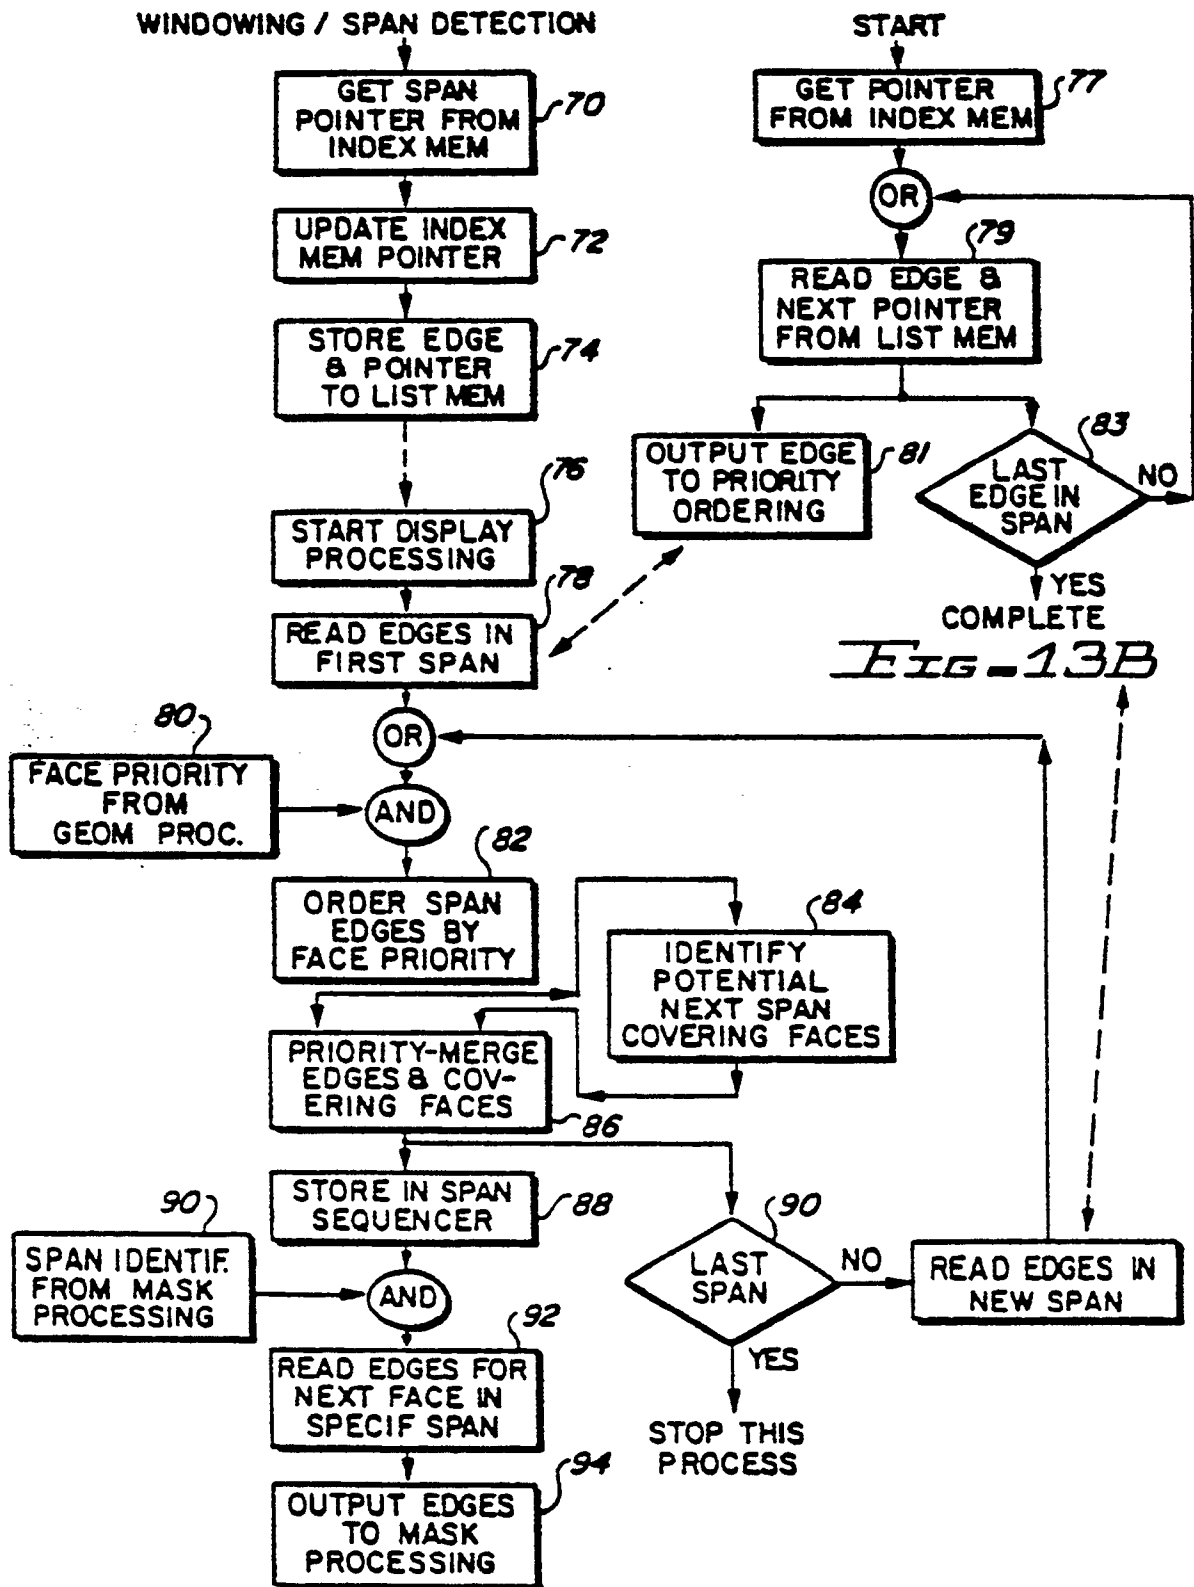 WINDOWING / SPAN DETECTION
GET SPAN
POINTER FROM
INDEX MEM
70
UPDATE INDEX
MEM POINTER
72
STORE EDGE
& POINTER
TO LIST MEM
74
76
START DISPLAY
PROCESSING
78
READ EDGES IN
FIRST SPAN
OR
80
FACE PRIORITY
FROM
GEOM PROC.
AND
82
ORDER SPAN
EDGES BY
FACE PRIORITY
84
IDENTIFY
POTENTIAL
NEXT SPAN
COVERING FACES
PRIORITY-MERGE
EDGES & COV-
ERING FACES
86
STORE IN SPAN
SEQUENCER
88
90
SPAN IDENTIF.
FROM MASK
PROCESSING
AND
90
LAST
SPAN
NO
READ EDGES IN
NEW SPAN
YES
STOP THIS
PROCESS
92
READ EDGES FOR
NEXT FACE IN
SPECIF SPAN
94
OUTPUT EDGES
TO MASK
PROCESSING
START
GET POINTER
FROM INDEX MEM
77
OR
79
READ EDGE &
NEXT POINTER
FROM LIST MEM
OUTPUT EDGE
TO PRIORITY
ORDERING
81
83
LAST
EDGE IN
SPAN
NO
YES
COMPLETE
FIG-13B